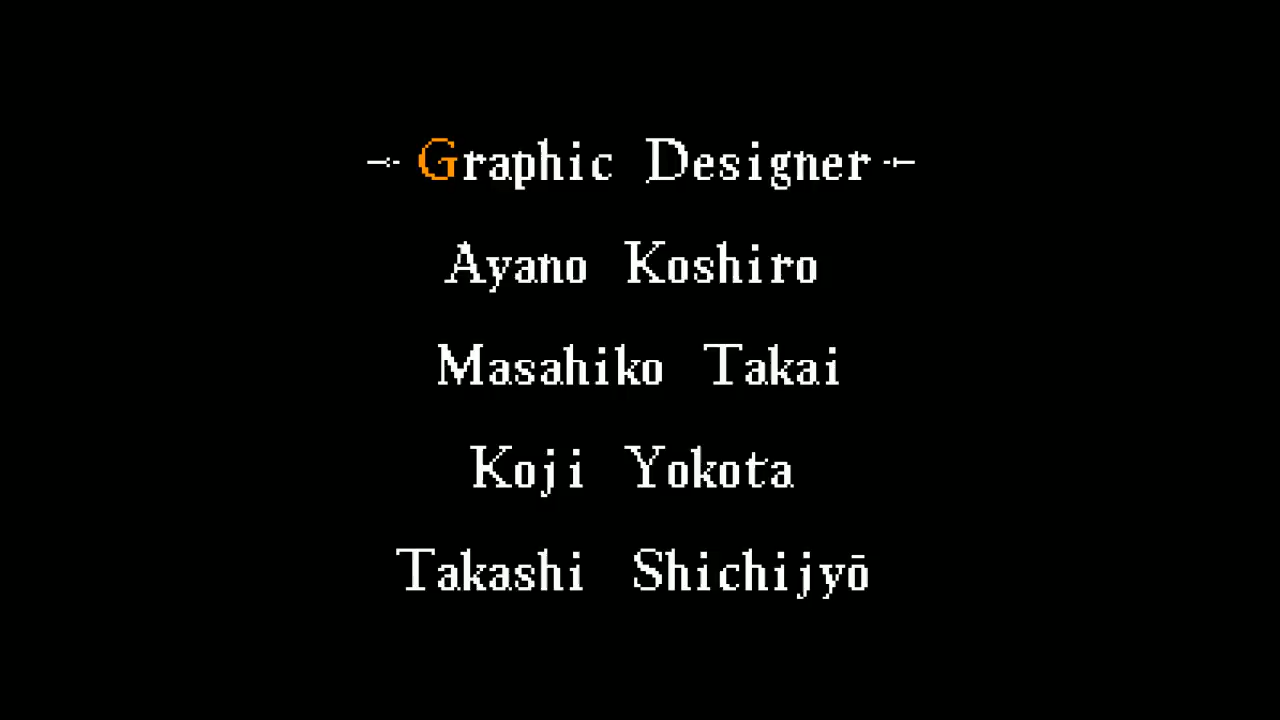 Graphic Designer
Ayano Koshiro
Masahiko Takai
Koji Yokota
Takashi Shichijyō